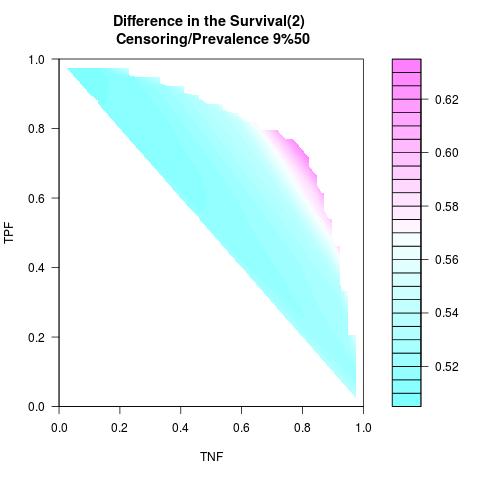 Difference in the Survival(2)
Censoring/Prevalence 9%50
1.0
0.8
0.6
0.4
0.2
0.0
TPF
0.0 0.2 0.4 0.6 0.8 1.0
TNF
0.62
0.60
0.58
0.56
0.54
0.52